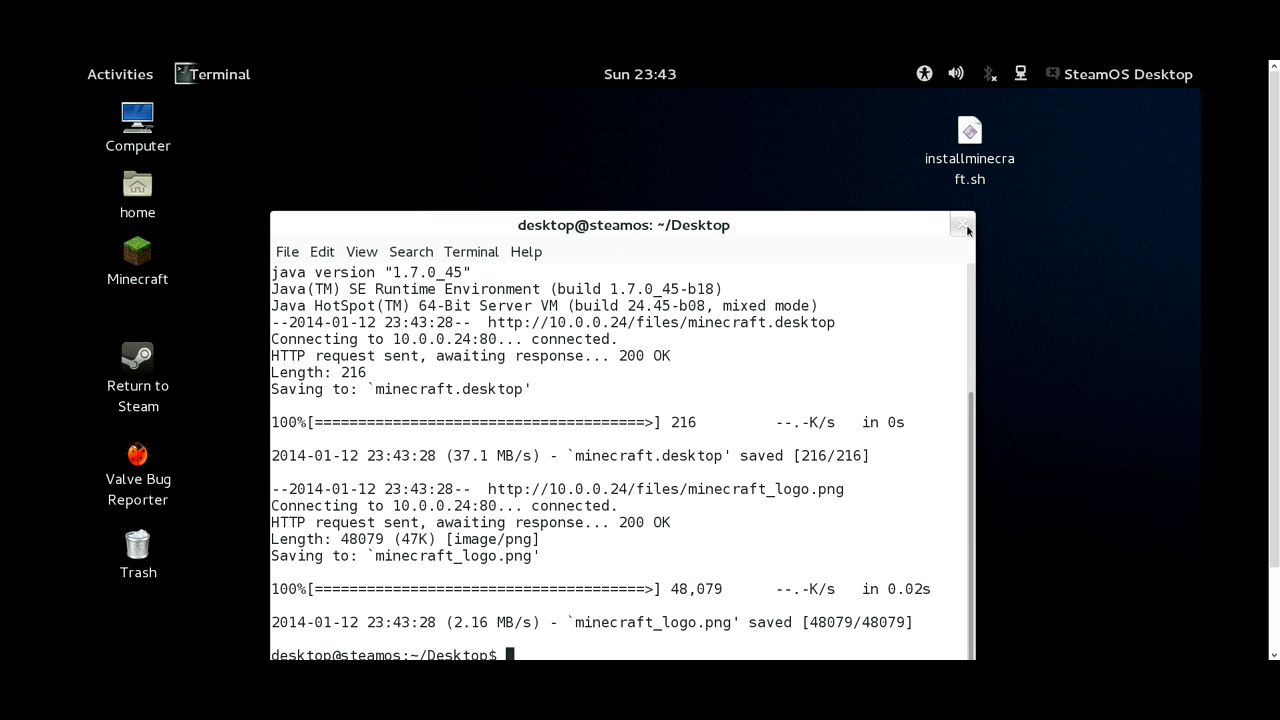 Activities
Terminal
Sun 23:43
SteamOS Desktop
Computer
home
Minecraft
Return to
Steam
Valve Bug
Reporter
Trash
installminecra
ft.sh
desktop@steamos: ~/Desktop
File Edit View Search Terminal Help
java version "1.7.0_45"
Java(TM) SE Runtime Environment (build 1.7.0_45-b18)
Java HotSpot(TM) 64-Bit Server VM (build 24.45-b08, mixed mode)
--2014-01-12 23:43:28--  http://10.0.0.24/files/minecraft.desktop
Connecting to 10.0.0.24:80... connected.
HTTP request sent, awaiting response... 200 OK
Length: 216
Saving to: `minecraft.desktop'
100%[======================================>] 216         --.-K/s   in 0s
2014-01-12 23:43:28 (37.1 MB/s) - `minecraft.desktop' saved [216/216]
--2014-01-12 23:43:28--  http://10.0.0.24/files/minecraft_logo.png
Connecting to 10.0.0.24:80... connected.
HTTP request sent, awaiting response... 200 OK
Length: 48079 (47K) [image/png]
Saving to: `minecraft_logo.png'
100%[======================================>] 48,079      --.-K/s   in 0.02s
2014-01-12 23:43:28 (2.16 MB/s) - `minecraft_logo.png' saved [48079/48079]
desktop@steamos:~/Desktop$